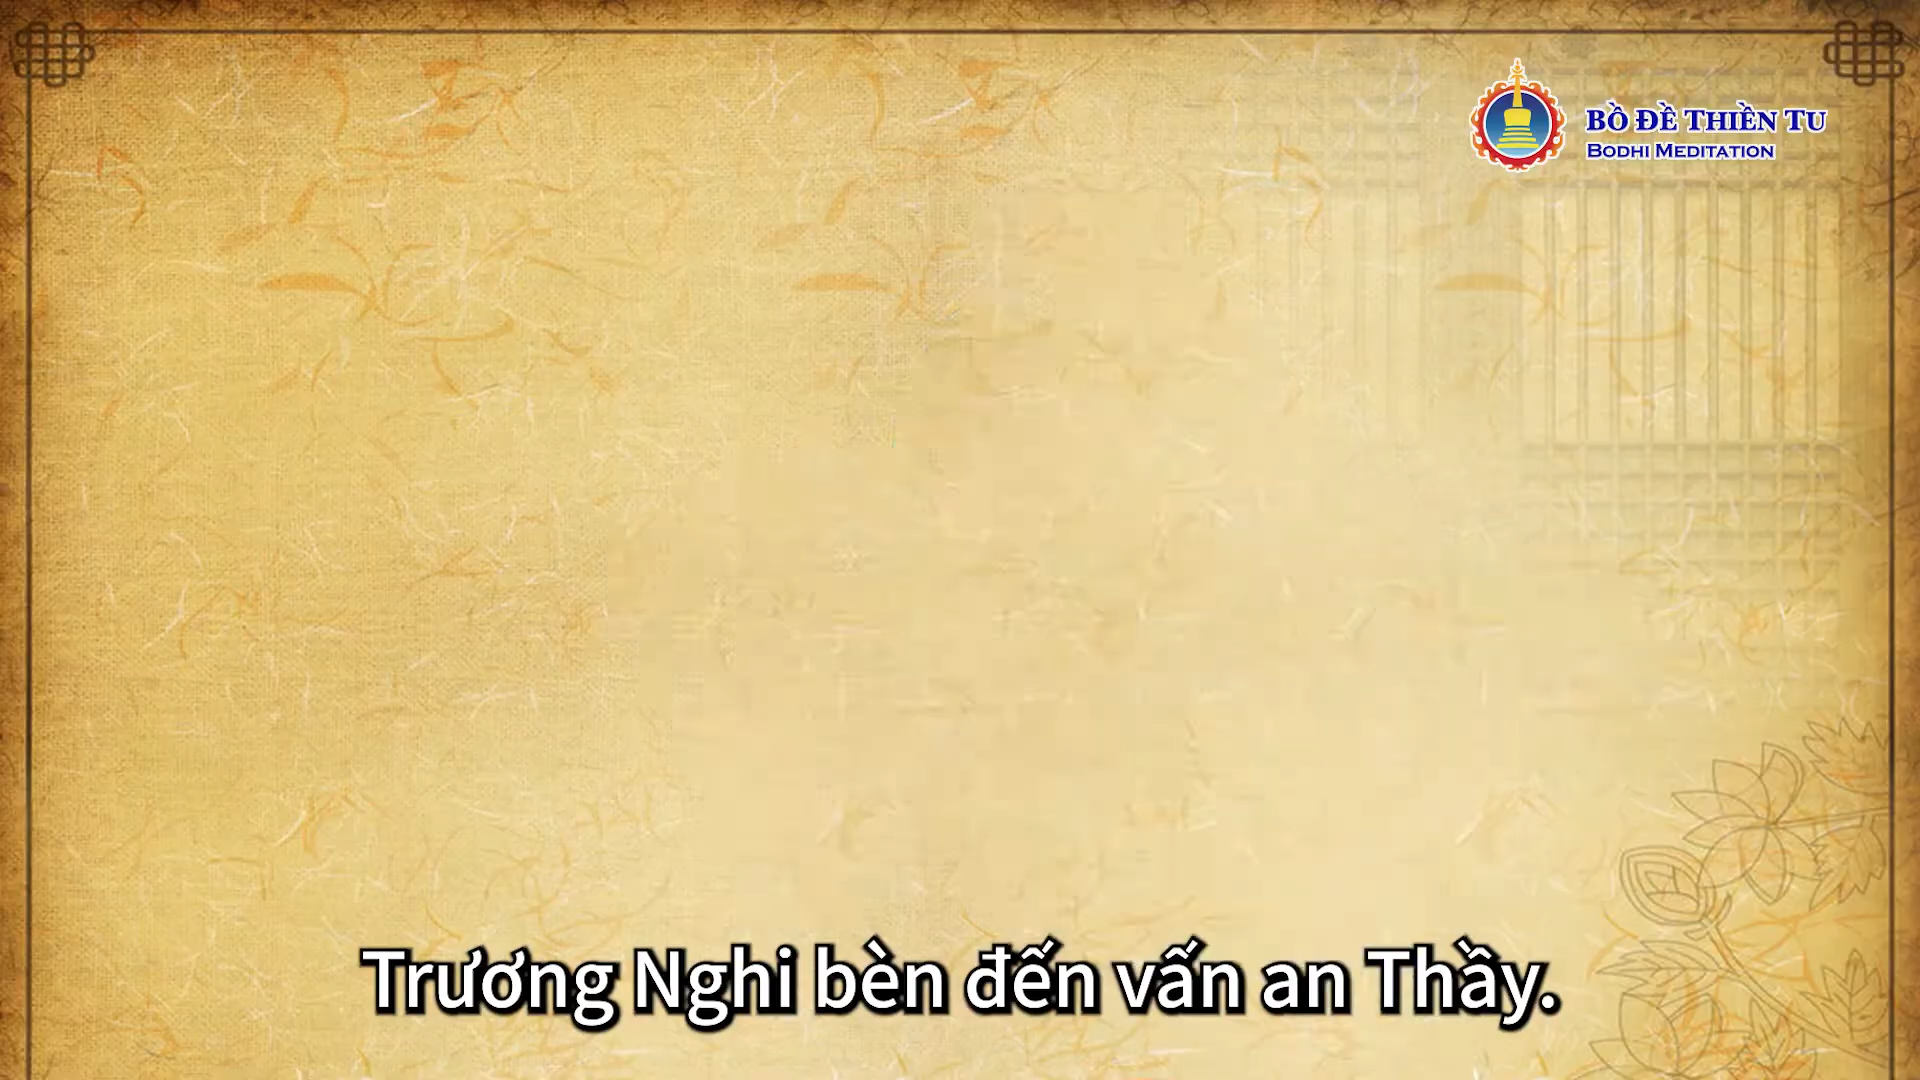 BỒ ĐỀ THIỀN TU
BODHI MEDITATION
Trương Nghi bèn đến vấn an Thầy.